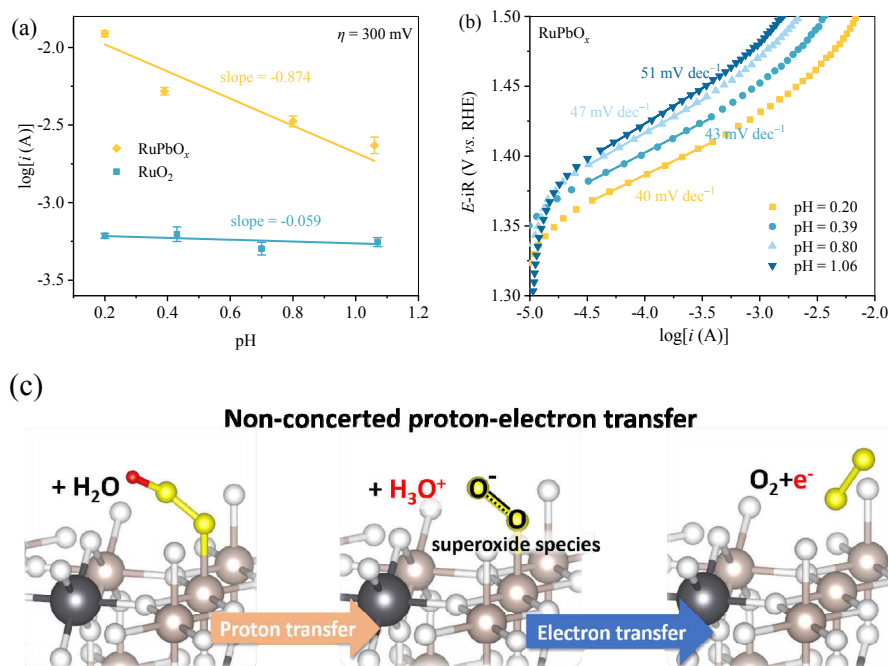 (a)
η = 300 mV
slope = -0.874
RuPbOₓ
RuO₂
slope = -0.059
log[i (A)]
-2.0
-2.5
-3.0
-3.5
0.2
0.4
0.6
0.8
1.0
pH
(b)
RuPbOₓ
51 mV dec⁻¹
47 mV dec⁻¹
43 mV dec⁻¹
40 mV dec⁻¹
pH = 0.20
pH = 0.39
pH = 0.80
pH = 1.06
E-iR (V vs. RHE)
1.50
1.45
1.40
1.35
1.30
-5.0
-4.5
-4.0
-3.5
-3.0
-2.5
-2.0
log[i (A)]
(c)
Non-concerted proton-electron transfer
+ H₂O
+ H₃O⁺
O⁻
O
superoxide species
O₂+e⁻
Proton transfer
Electron transfer